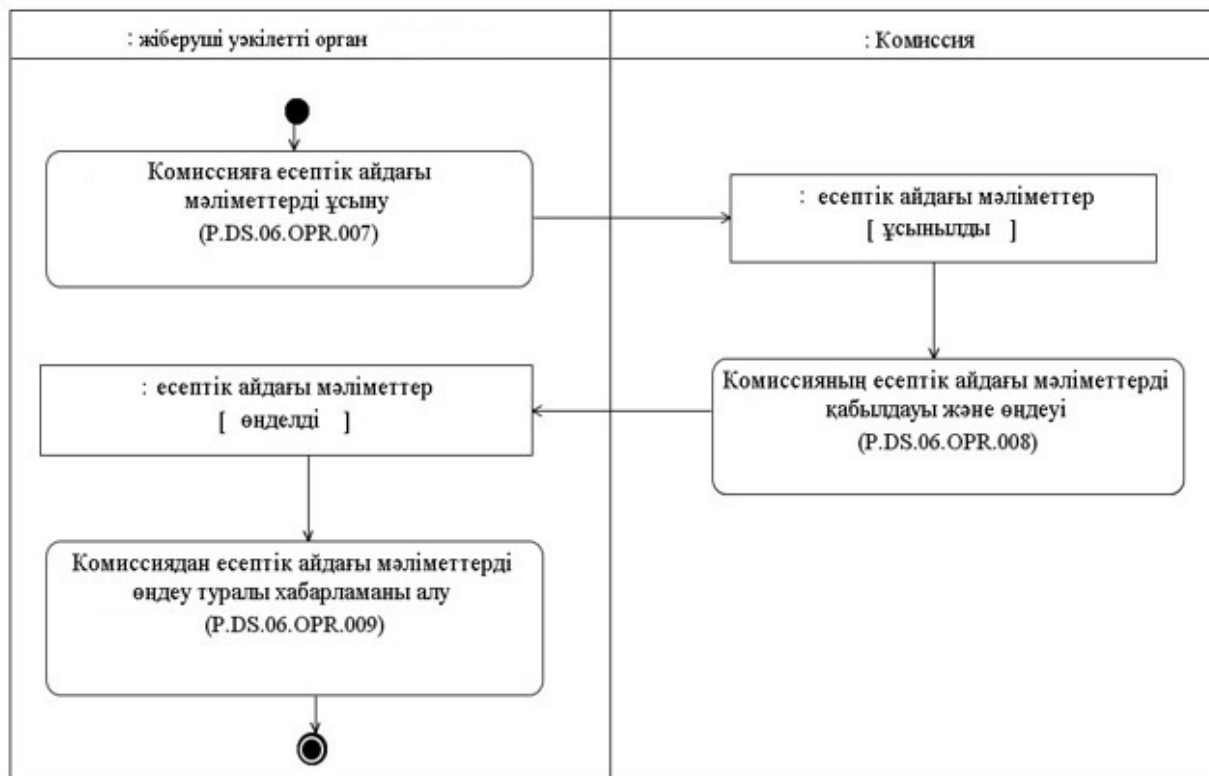 : жіберуші уәкілетті орган
: Комиссия
Комиссияға есептік айдағы
мәліметтерді ұсыну
(P.DS.06.OPR.007)
: есептік айдағы мәліметтер
[ ұсынылды ]
Комиссияның есептік айдағы мәліметтерді
қабылдауы және өңдеуі
(P.DS.06.OPR.008)
: есептік айдағы мәліметтер
[ өңделді ]
Комиссиядан есептік айдағы мәліметтерді
өңдеу туралы хабарламаны алу
(P.DS.06.OPR.009)